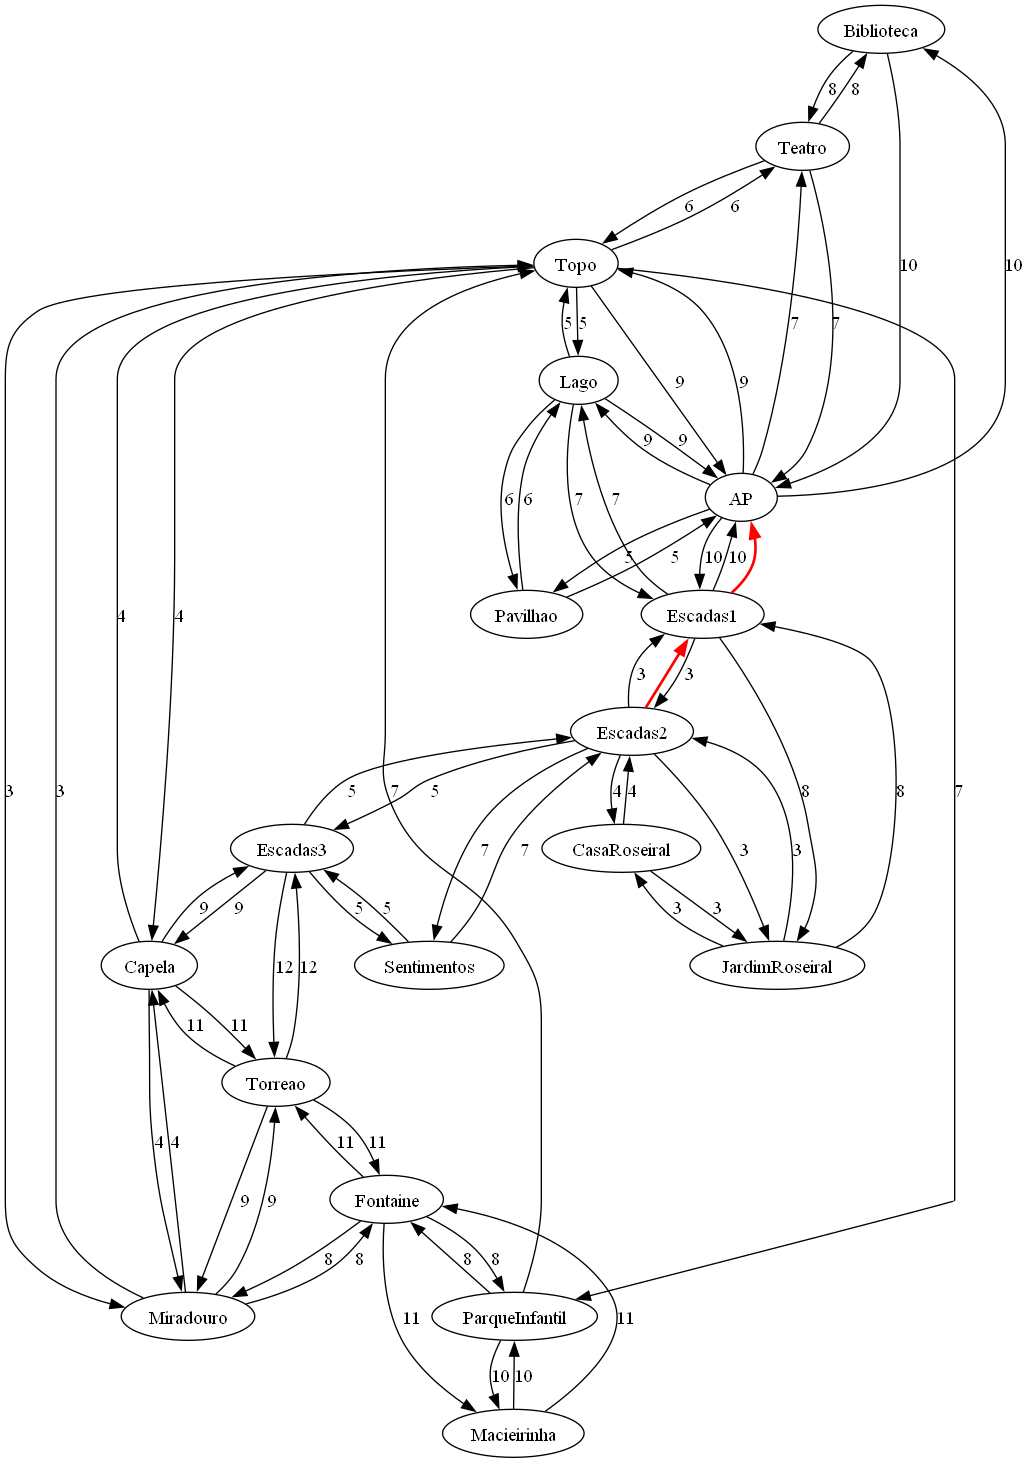 Biblioteca
8 8
Teatro
6 6
Topo
10 10
5 5
7 7
Lago
9 9
9 9
6 6
7 7
AP
5 5
10 10
Pavilhao
Escadas1
4 4
3 3
Escadas2
3 3 7 5 5 4 4 8 8 7
7 7
3 3
Escadas3
CasaRoseiral
9 9
5 5
3 3
Capela
Sentimentos
JardimRoseiral
12 12
11 11
Torreao
4 4
11 11
9 9
Fontaine
8 8
8 8
Miradouro
ParqueInfantil
11 11
10 10
Macieirinha